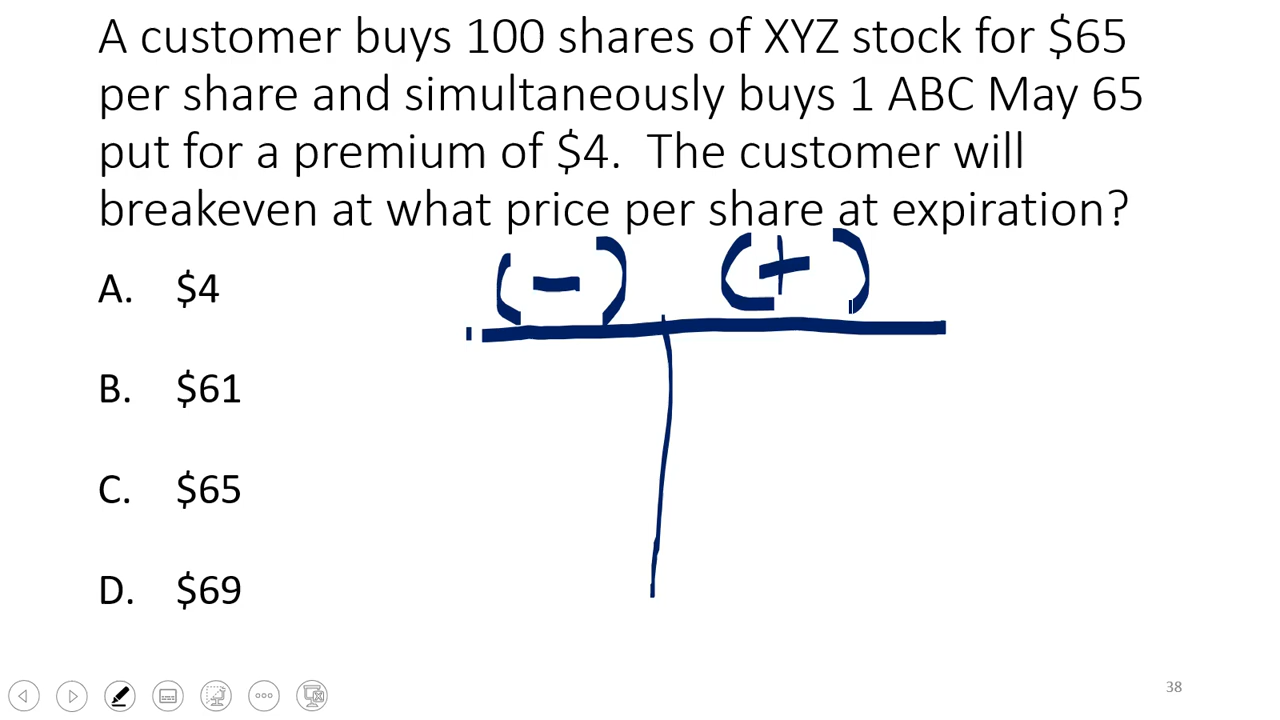 A customer buys 100 shares of XYZ stock for $65
per share and simultaneously buys 1 ABC May 65
put for a premium of $4. The customer will
breakeven at what price per share at expiration?
(-) (+)
A. $4
B. $61
C. $65
D. $69
38